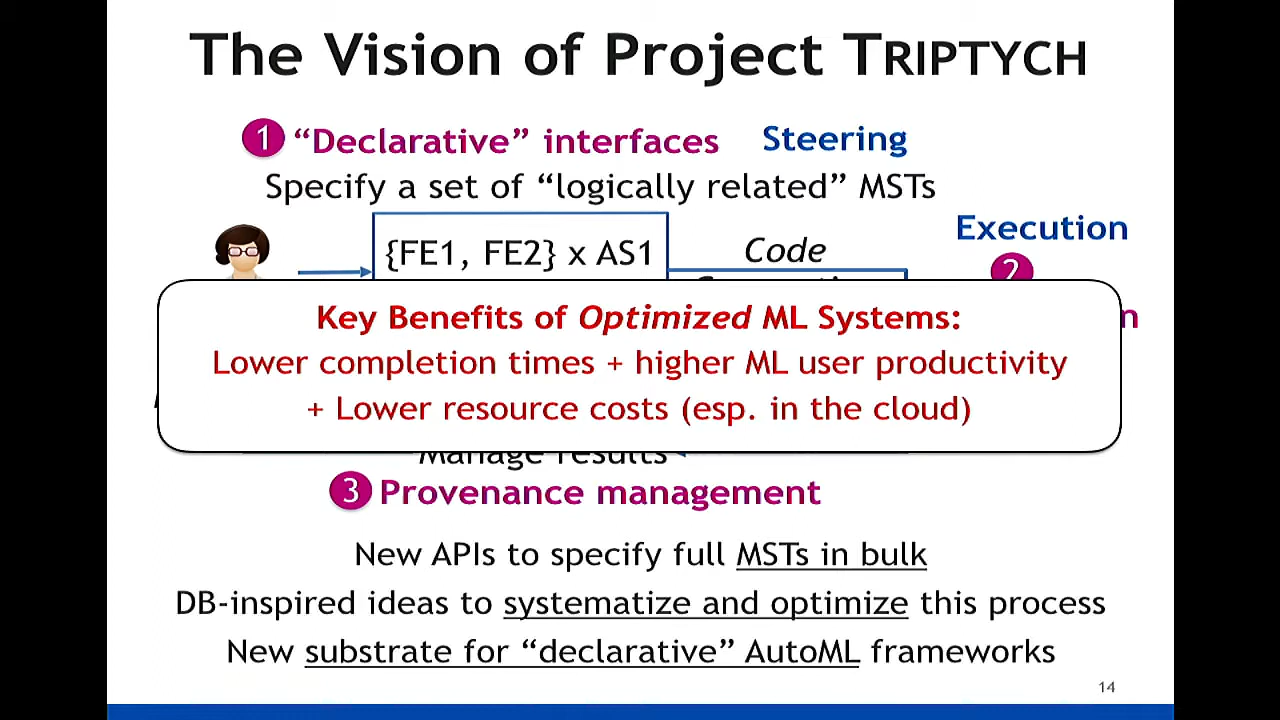 The Vision of Project TRIPTYCH
1 “Declarative” interfaces Steering
Specify a set of “logically related” MSTs
Execution
{FE1, FE2} x AS1 Code
2
Key Benefits of Optimized ML Systems:
Lower completion times + higher ML user productivity
+ Lower resource costs (esp. in the cloud)
Manage results
3 Provenance management
New APIs to specify full MSTs in bulk
DB-inspired ideas to systematize and optimize this process
New substrate for “declarative” AutoML frameworks
14